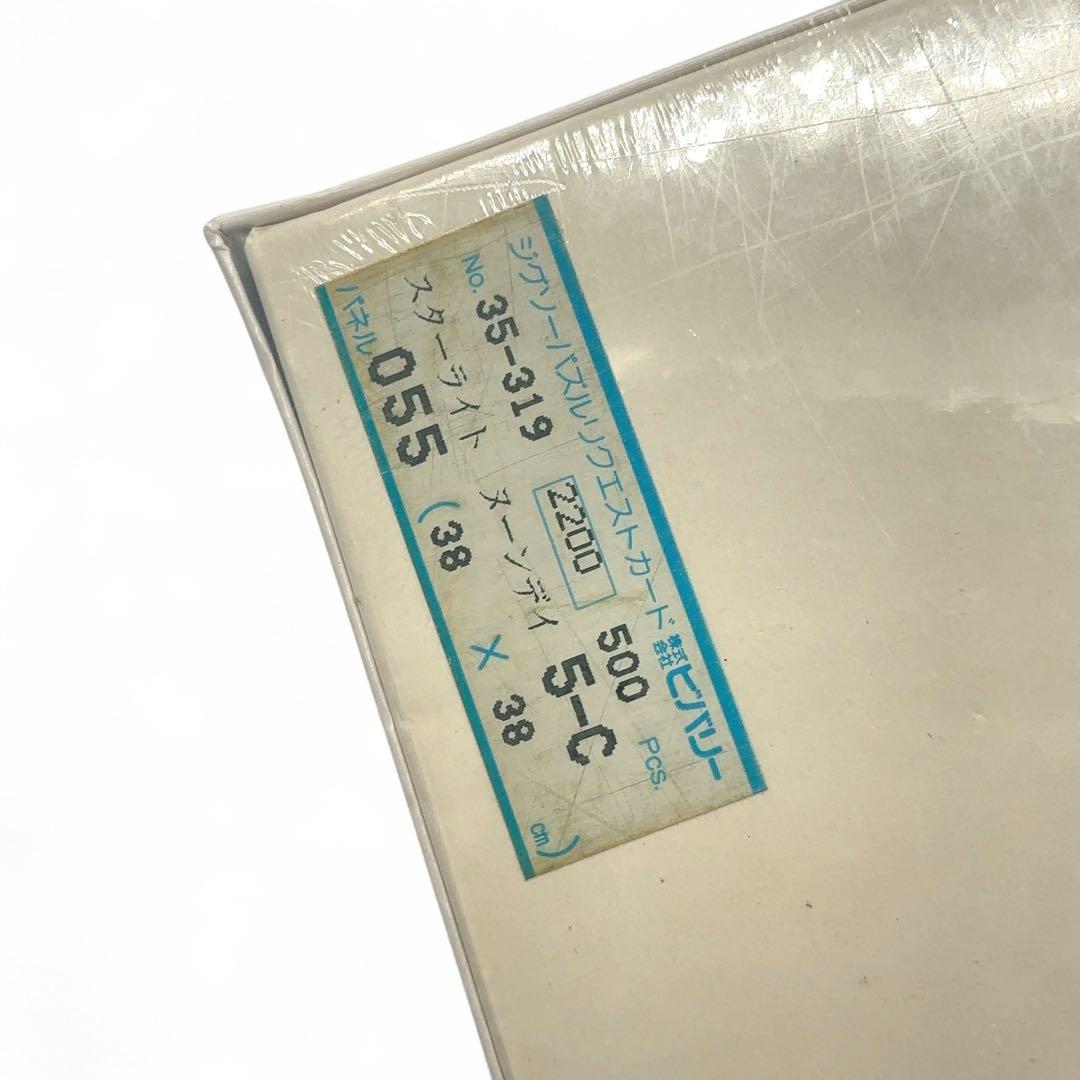 ジグソーパズルリクエストカード 株式会社ビバリー
No. 35-319 2200 500 PCS.
スターライト ヌーンデイ 5-C
パネル 055 (38 × 38 cm)